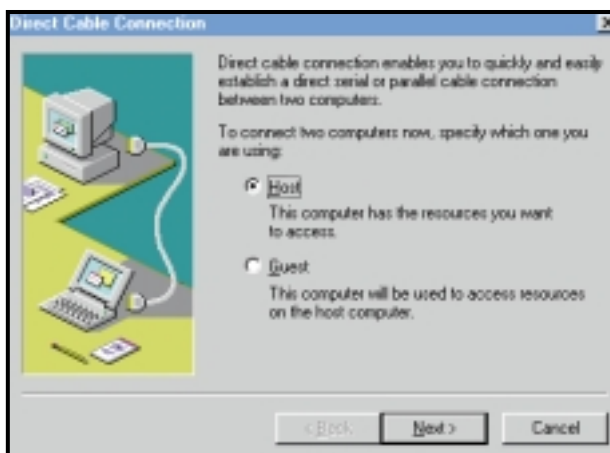 Direct Cable Connection
Direct cable connection enables you to quickly and easily
establish a direct serial or parallel cable connection
between two computers.
To connect two computers now, specify which one you
are using:
Host
This computer has the resources you want
to access.
Guest
This computer will be used to access resources
on the host computer.
< Back
Next >
Cancel